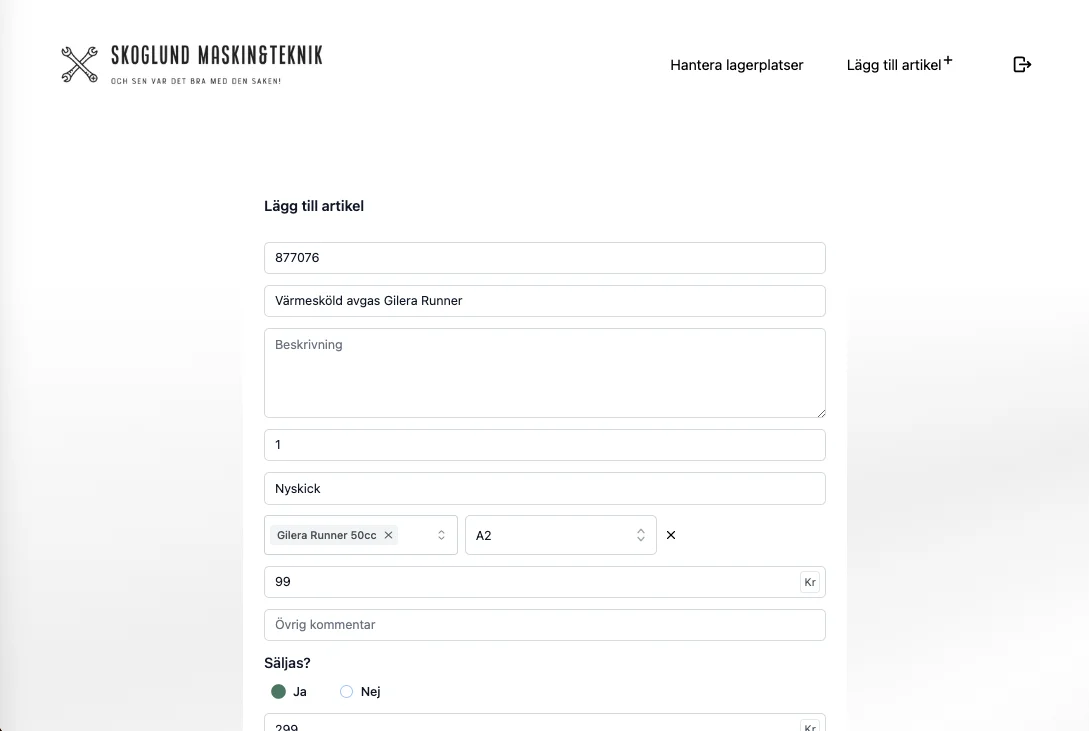 SKOGLUND MASKIN&TEKNIK
OCH SEN VAR DET BRA MED DEN SAKEN!
Hantera lagerplatser
Lägg till artikel+
Lägg till artikel
877076
Värmesköld avgas Gilera Runner
Beskrivning
1
Nyskick
Gilera Runner 50cc
A2
99 Kr
Övrig kommentar
Säljas?
Ja Nej
299 Kr